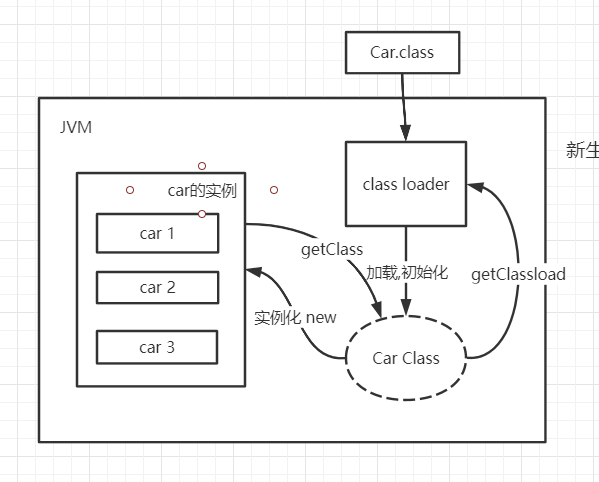 Car.class
JVM
新生
class loader
car的实例
car 1
getClass
加载,初始化
getClassload
car 2
实例化 new
car 3
Car Class